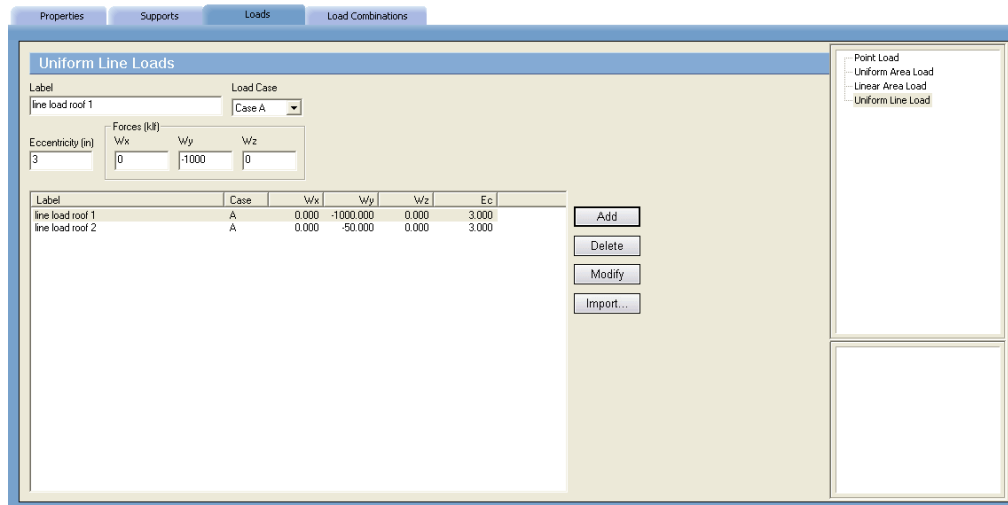 Properties Supports Loads Load Combinations
Uniform Line Loads
Label Load Case
line load roof 1 Case A
Forces (klf)
Eccentricity (in) Wx Wy Wz
3 0 -1000 0
Label Case Wx Wy Wz Ec
line load roof 1 A 0.000 -1000.000 0.000 3.000
line load roof 2 A 0.000 -50.000 0.000 3.000
Add
Delete
Modify
Import...
Point Load
Uniform Area Load
Linear Area Load
Uniform Line Load